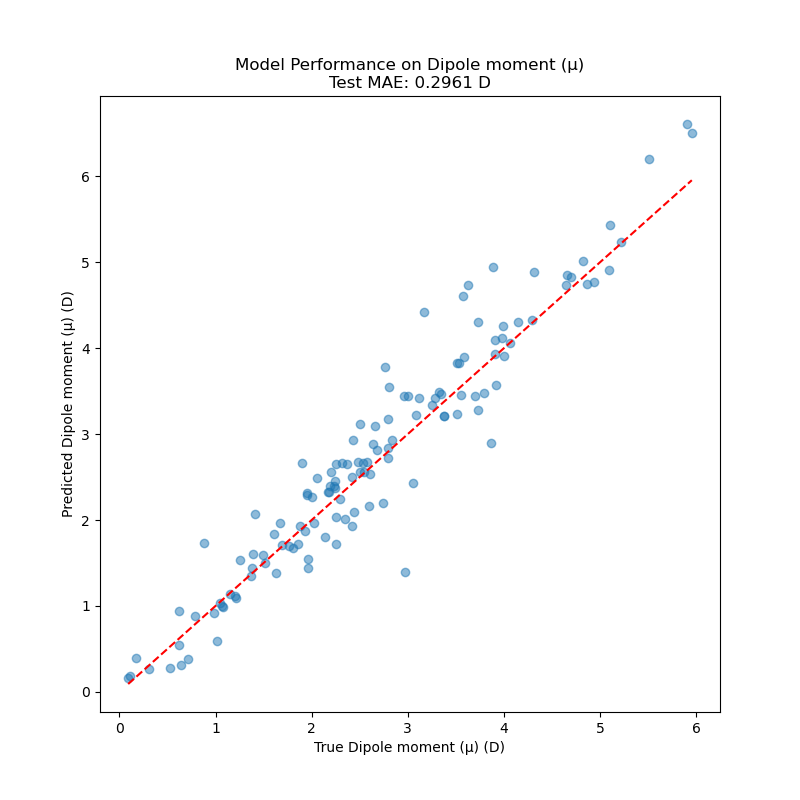 Model Performance on Dipole moment (μ)
Test MAE: 0.2961 D
Predicted Dipole moment (μ) (D)
6
5
4
3
2
1
0
0 1 2 3 4 5 6
True Dipole moment (μ) (D)